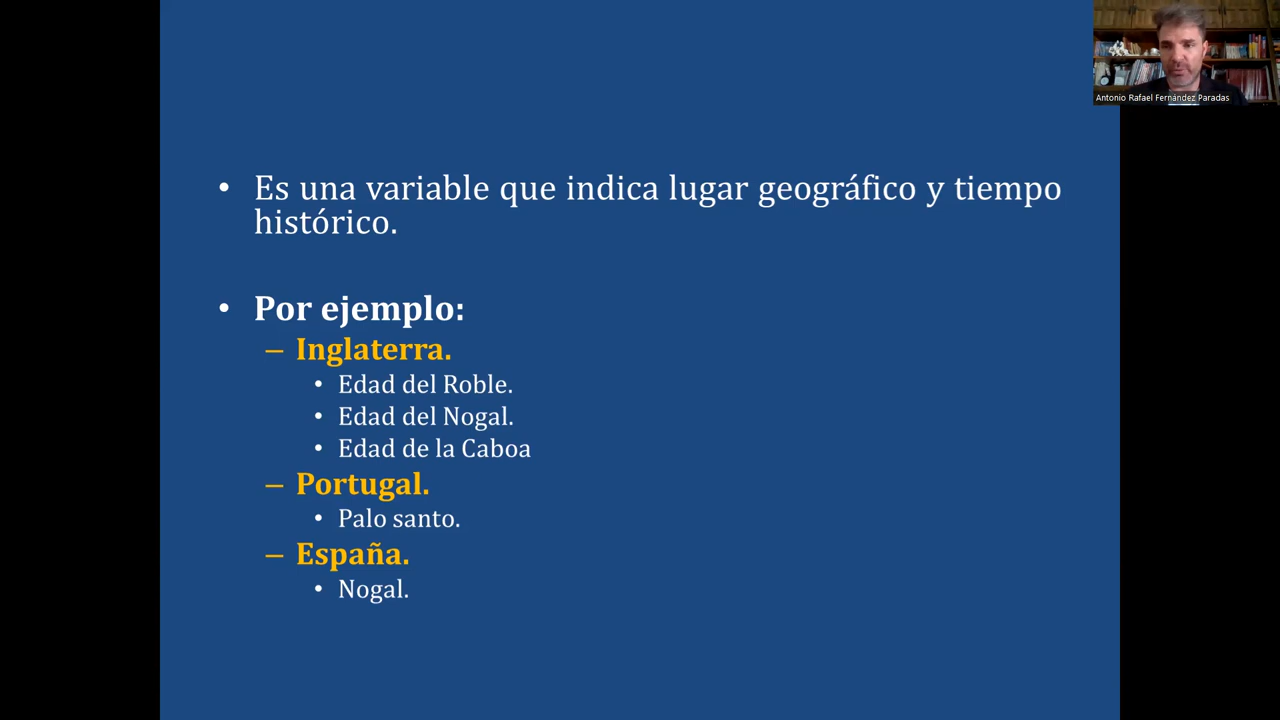 Antonio Rafael Fernández Paradas
• Es una variable que indica lugar geográfico y tiempo
histórico.
• Por ejemplo:
– Inglaterra.
• Edad del Roble.
• Edad del Nogal.
• Edad de la Caboa
– Portugal.
• Palo santo.
– España.
• Nogal.